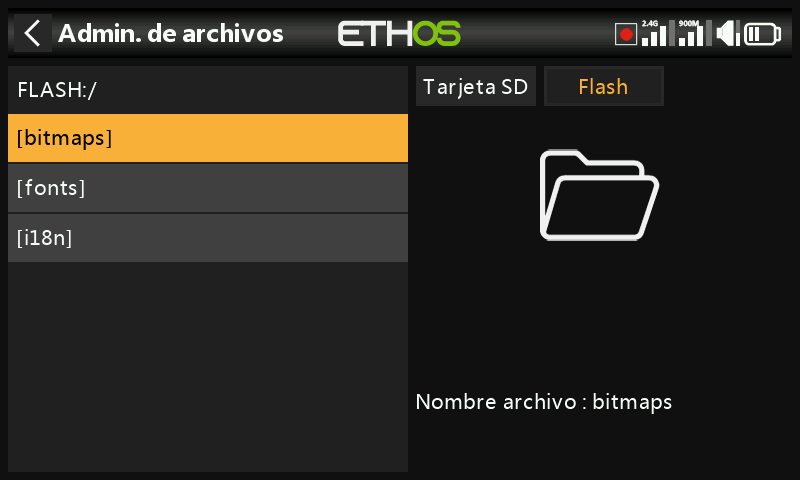 Admin. de archivos
ETHOS
2.4G
900M
FLASH:/
Tarjeta SD
Flash
[bitmaps]
[fonts]
[i18n]
Nombre archivo : bitmaps